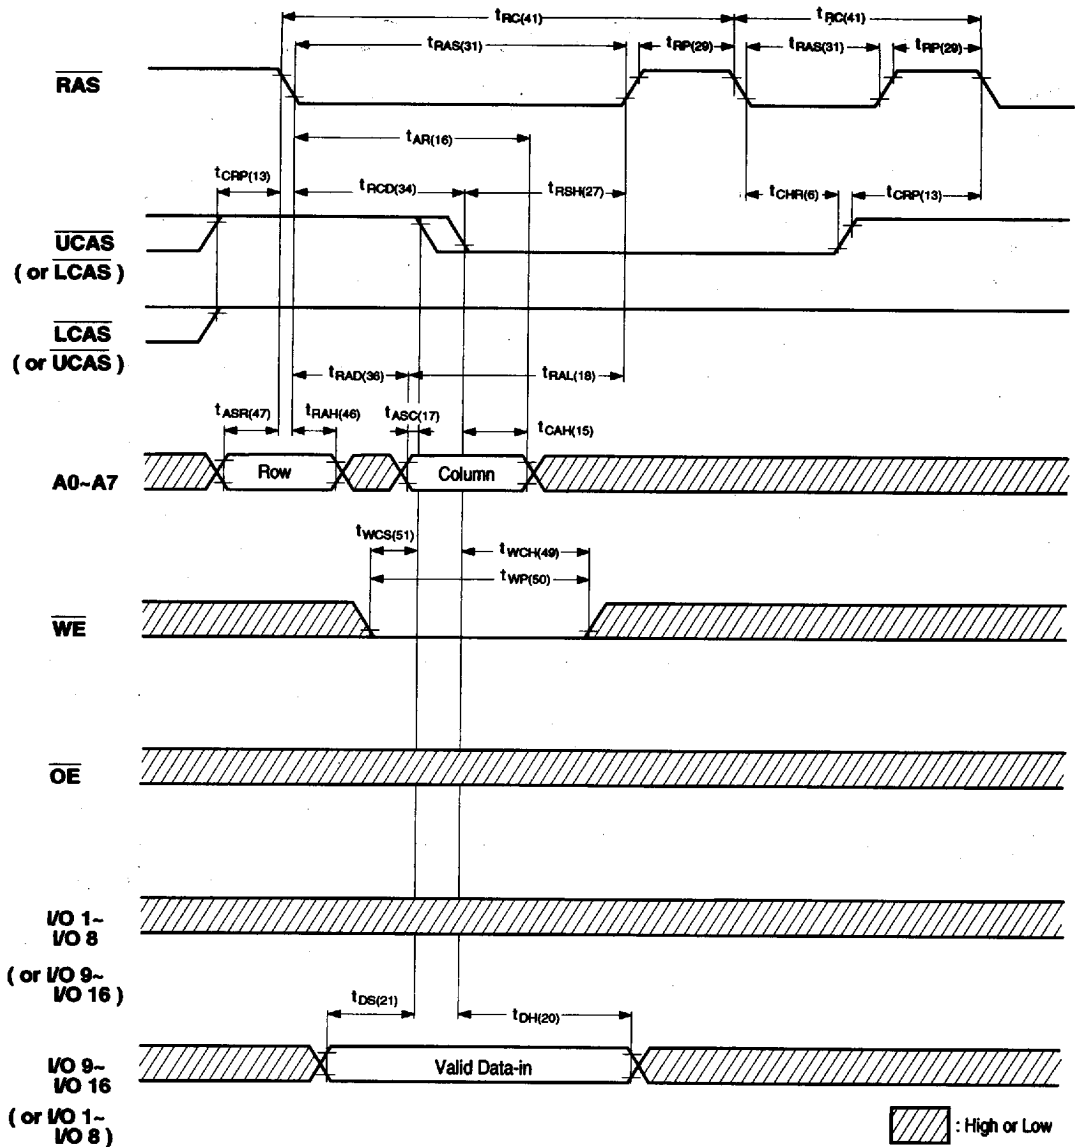 tRC(41) tRC(41)
tRAS(31) tRP(29) tRAS(31) tRP(29)
RAS
tAR(16)
tCRP(13) tRCD(34) tRSH(27) tCHR(6) tCRP(13)
UCAS
( or LCAS )
LCAS
( or UCAS )
tRAD(36) tRAL(18)
tASR(47) tRAH(46) tASC(17) tCAH(15)
A0~A7 Row Column
tWCS(51) tWCH(49)
tWP(50)
WE
OE
I/O 1~
I/O 8
( or I/O 9~
I/O 16 )
tDS(21) tDH(20)
I/O 9~
I/O 16
Valid Data-in
( or I/O 1~
I/O 8 )
: High or Low